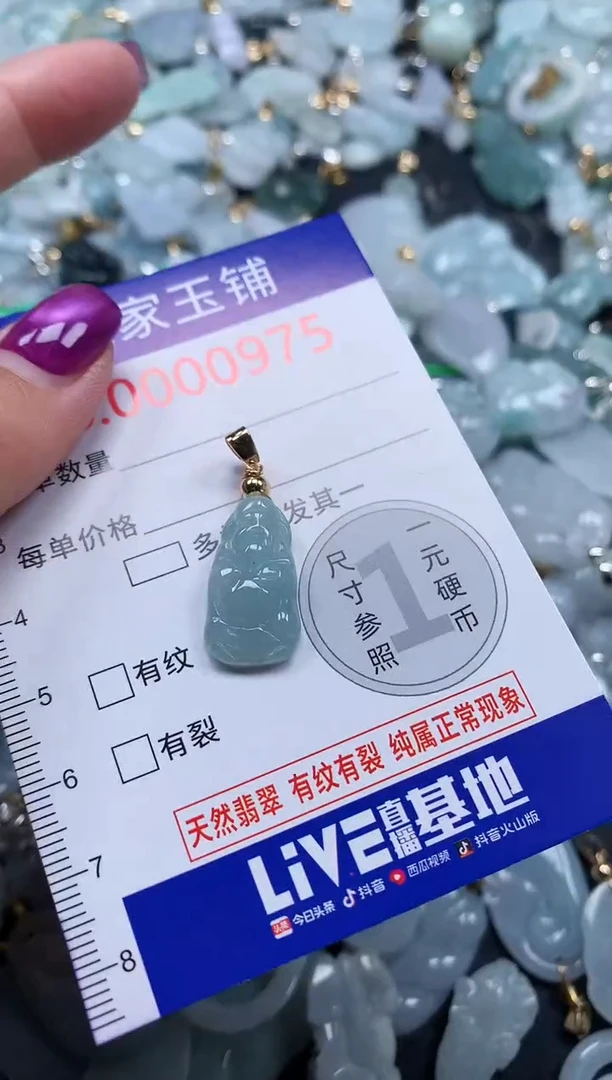 家玉铺
.0000975
单数量
每单价格
发其一
一元硬币
尺寸参照
1
有纹
有裂
天然翡翠 有纹有裂 纯属正常现象
LiVE直播基地
头条 今日头条 抖音 西瓜视频 抖音火山版
4
5
6
7
8